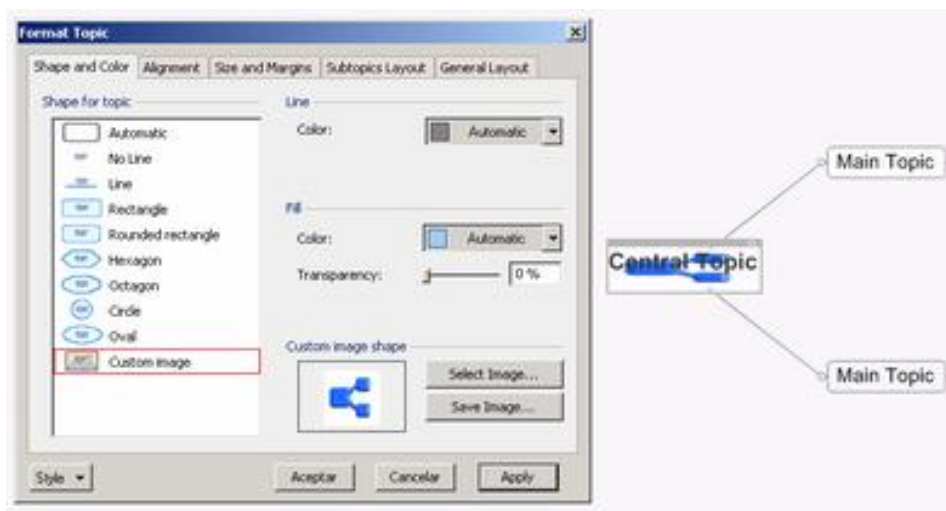 Format Topic
Shape and Color
Alignment
Size and Margins
Subtopics Layout
General Layout
Shape for topic
Automatic
No Line
Line
Rectangle
Rounded rectangle
Hexagon
Octagon
Circle
Oval
Custom image
Line
Color:
Automatic
Fill
Color:
Automatic
Transparency:
0 %
Custom image shape
Select Image...
Save Image...
Style
Aceptar
Cancelar
Apply
Main Topic
Central Topic
Main Topic